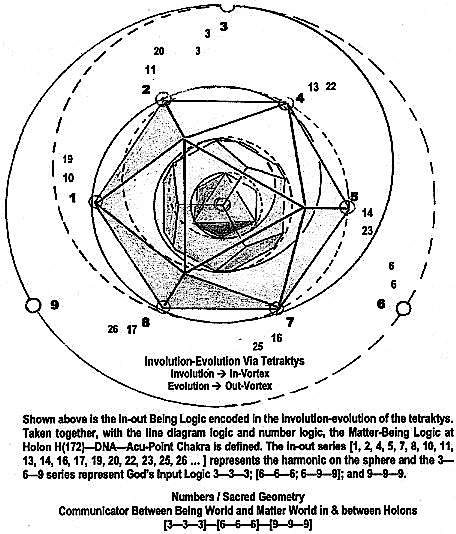 3
3
20 3
11
2
4
13 22
19
10
1
5
14
23
6
6
9
6
8
7
26 17
16
25
Involution-Evolution Via Tetraktys
Involution → In-Vortex
Evolution → Out-Vortex
Shown above is the in-out Being Logic encoded in the involution-evolution of the tetraktys.
Taken together, with the line diagram logic and number logic, the Matter-Being Logic at
Holon H(172)—DNA—Acu-Point Chakra is defined. The in-out series [1, 2, 4, 5, 7, 8, 10, 11,
13, 14, 16, 17, 19, 20, 22, 23, 25, 26 ... ] represents the harmonic on the sphere and the 3—
6—9 series represent God's Input Logic 3—3—3; [6—6—6; 6—9—9]; and 9—9—9.
Numbers / Sacred Geometry
Communicator Between Being World and Matter World in & between Holons
[3—3—3]—[6—6—6]—[9—9—9]